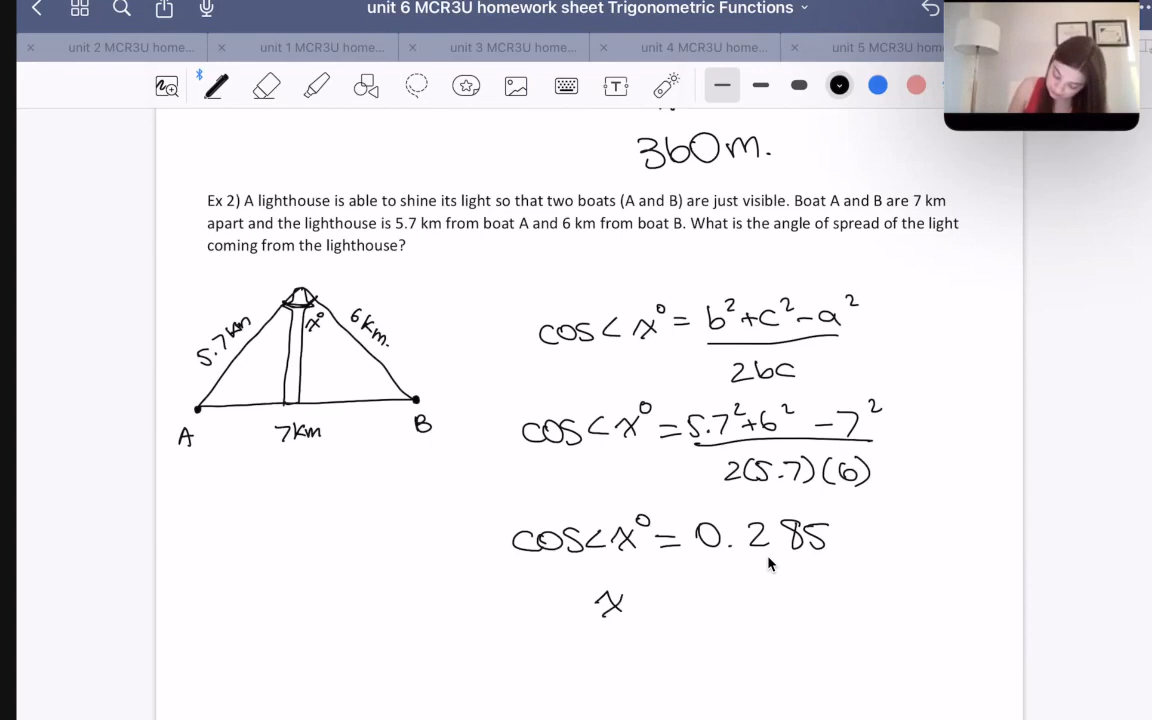 unit 6 MCR3U homework sheet Trigonometric Functions
unit 2 MCR3U home...
unit 1 MCR3U home...
unit 3 MCR3U home...
unit 4 MCR3U home...
unit 5 MCR3U hom
360m.
Ex 2) A lighthouse is able to shine its light so that two boats (A and B) are just visible. Boat A and B are 7 km
apart and the lighthouse is 5.7 km from boat A and 6 km from boat B. What is the angle of spread of the light
coming from the lighthouse?
5.7km
x°
6km.
A
7km
B
cos< x° = b²+c²-a²
2bc
cos< x° = 5.7²+6² -7²
2(5.7)(6)
cos< x° = 0.285
x